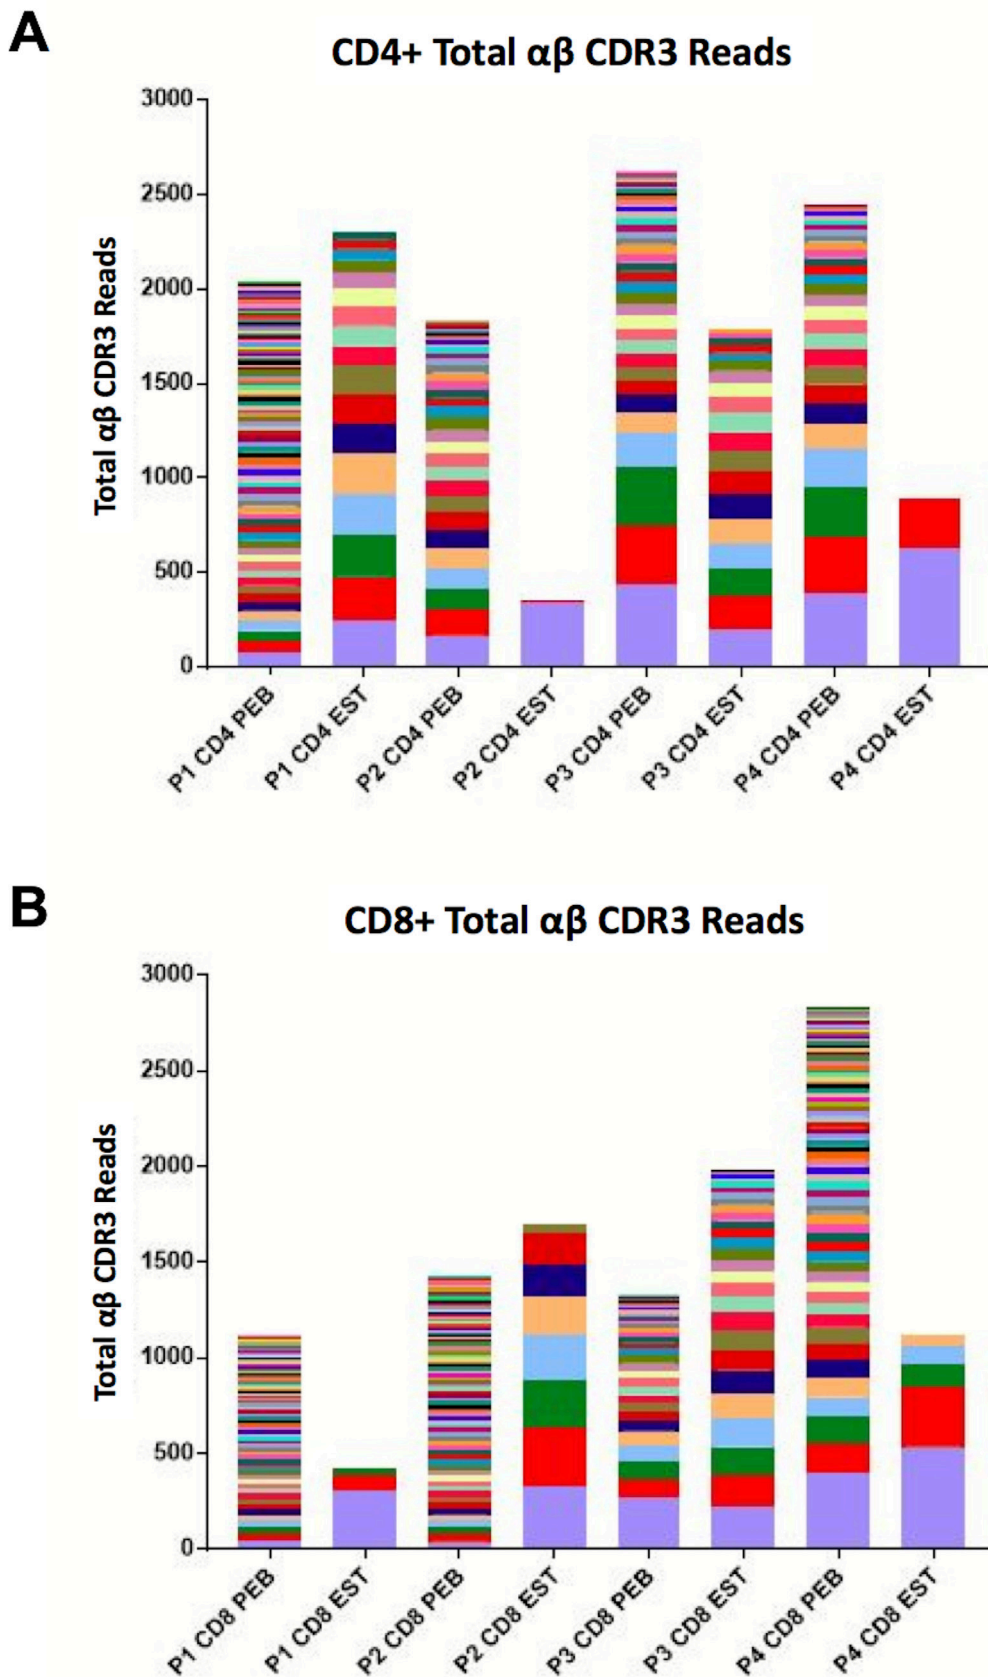 A
CD4+ Total αβ CDR3 Reads
Total αβ CDR3 Reads
3000
2500
2000
1500
1000
500
0
P1 CD4 PEB
P1 CD4 EST
P2 CD4 PEB
P2 CD4 EST
P3 CD4 PEB
P3 CD4 EST
P4 CD4 PEB
P4 CD4 EST
B
CD8+ Total αβ CDR3 Reads
Total αβ CDR3 Reads
3000
2500
2000
1500
1000
500
0
P1 CD8 PEB
P1 CD8 EST
P2 CD8 PEB
P2 CD8 EST
P3 CD8 PEB
P3 CD8 EST
P4 CD8 PEB
P4 CD8 EST